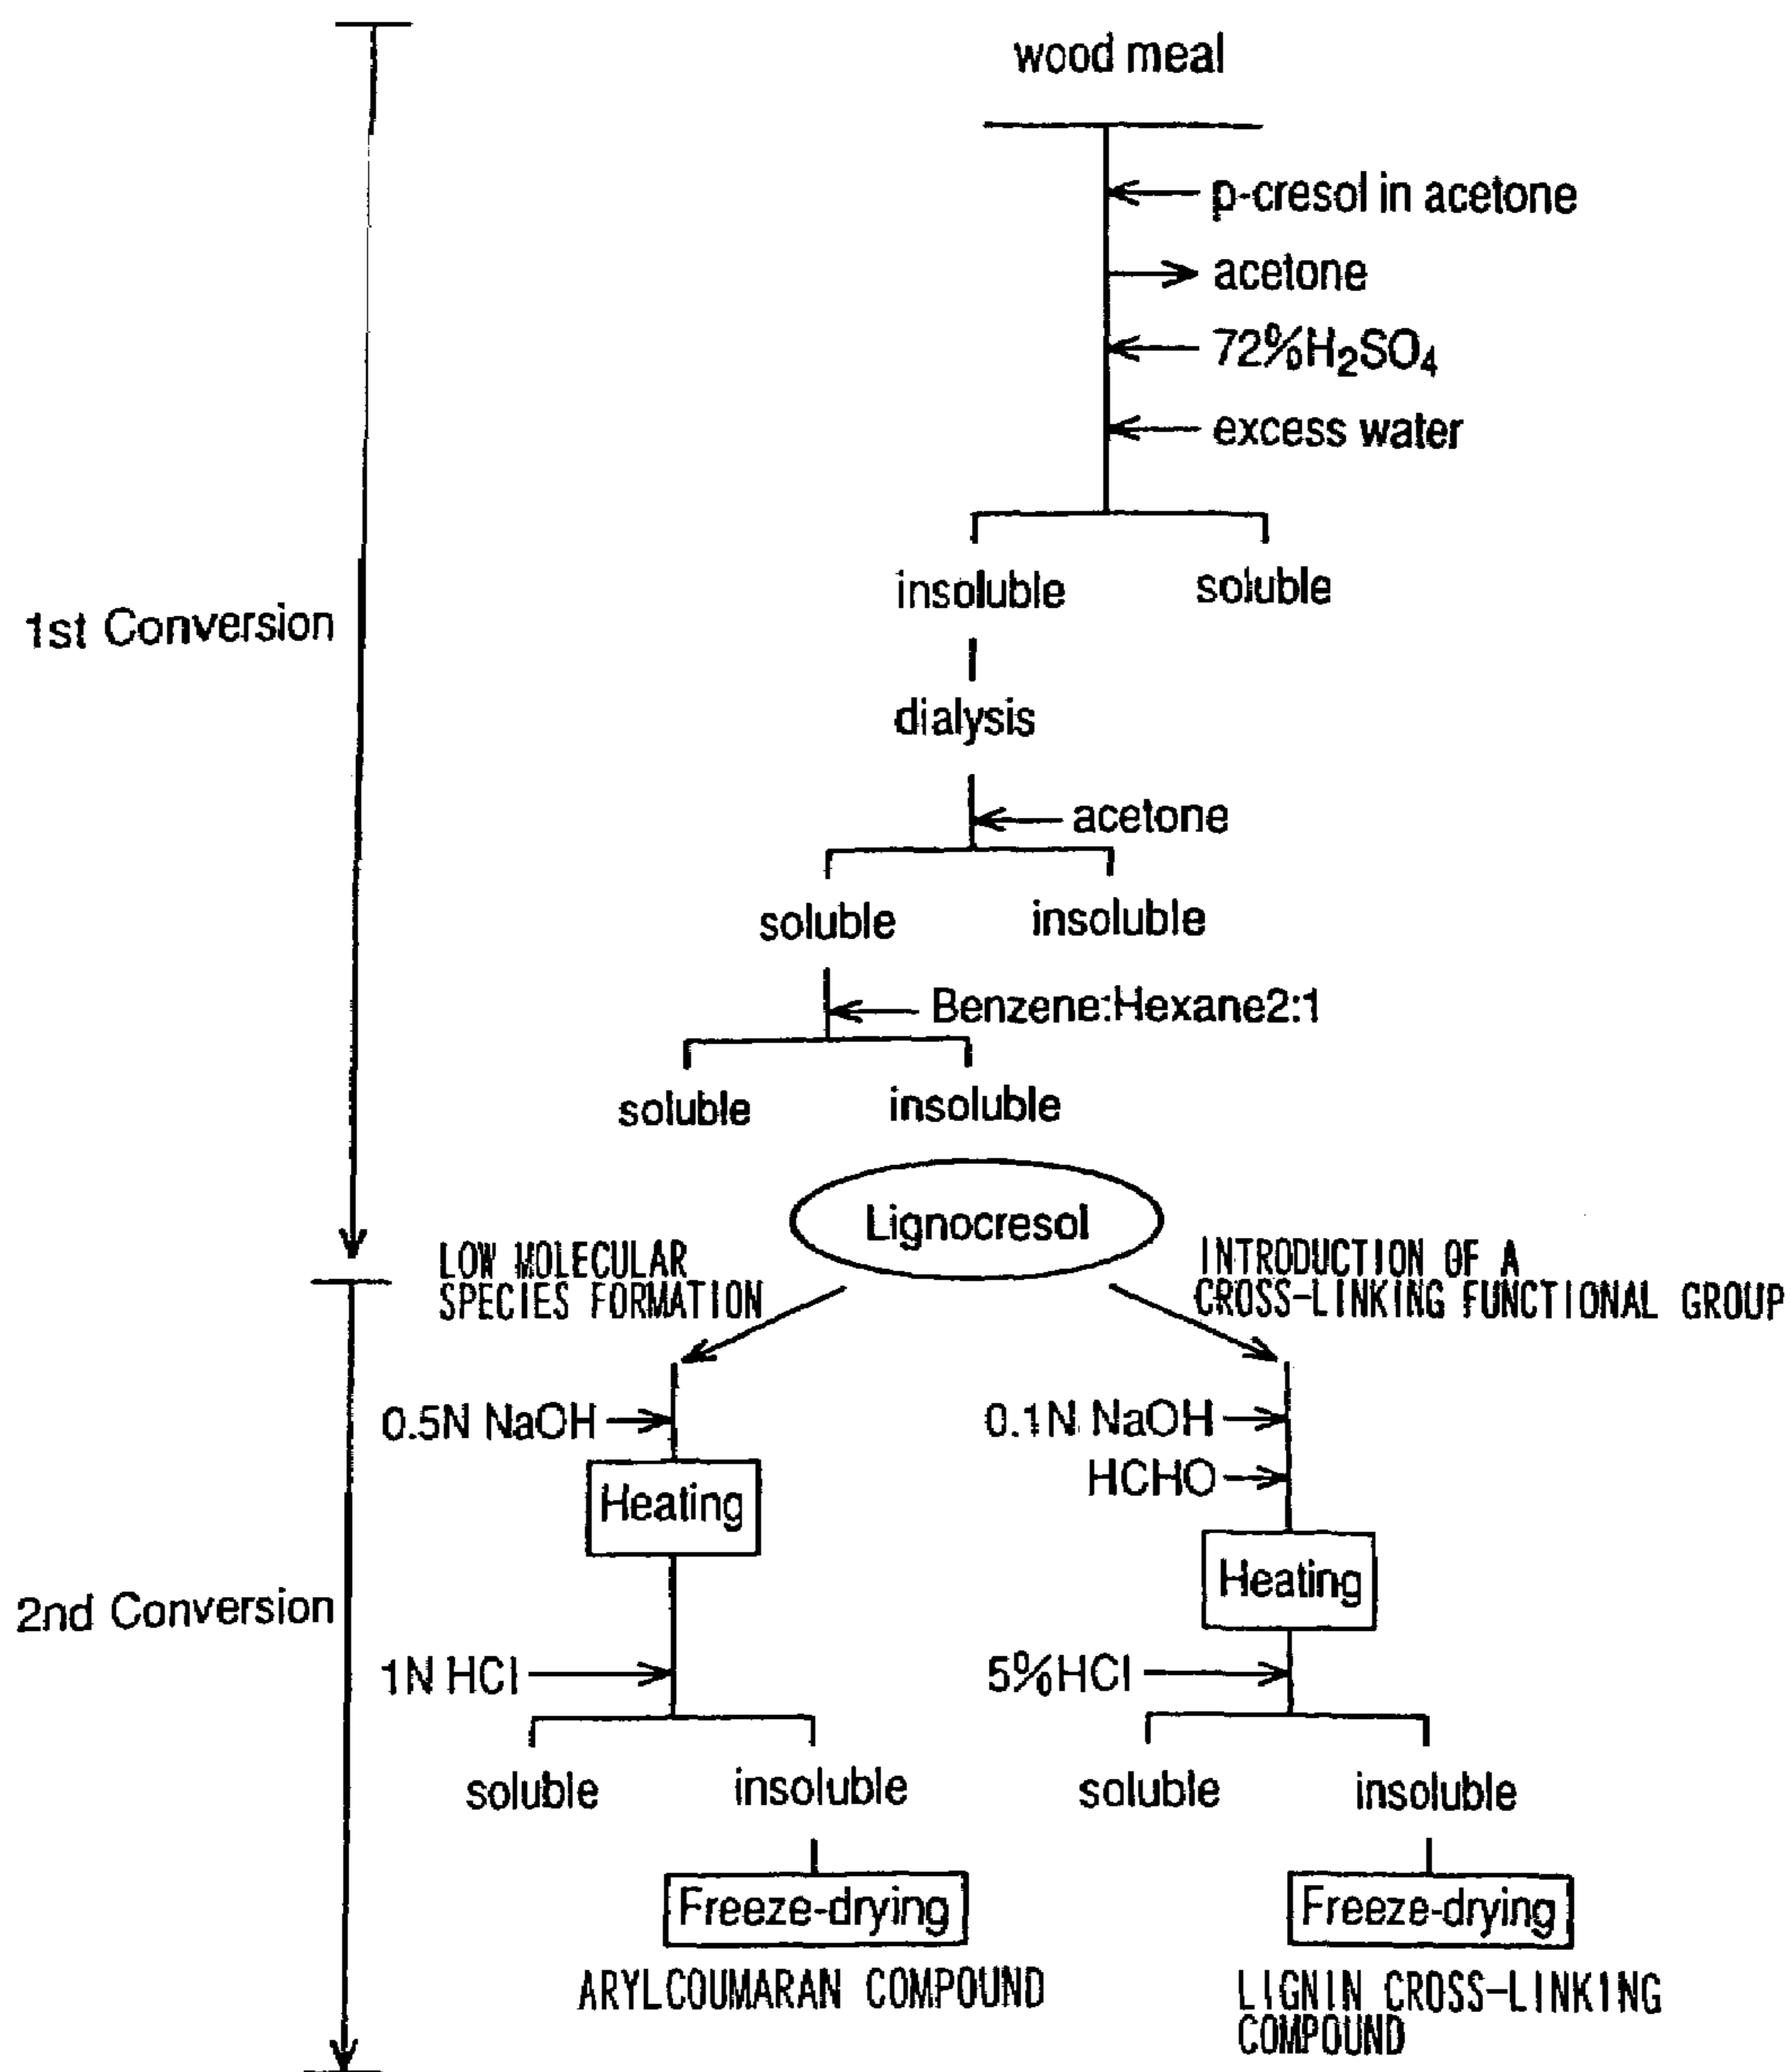 wood meal
p-cresol in acetone
acetone
72%H₂SO₄
excess water
insoluble
soluble
1st Conversion
dialysis
acetone
soluble
insoluble
Benzene:Hexane2:1
soluble
insoluble
Lignocresol
LOW MOLECULAR
SPECIES FORMATION
INTRODUCTION OF A
CROSS-LINKING FUNCTIONAL GROUP
0.5N NaOH
0.1N NaOH
HCHO
Heating
Heating
2nd Conversion
1N HCl
5%HCl
soluble
insoluble
soluble
insoluble
Freeze-drying
Freeze-drying
ARYLCOUMARAN COMPOUND
LIGNIN CROSS-LINKING
COMPOUND